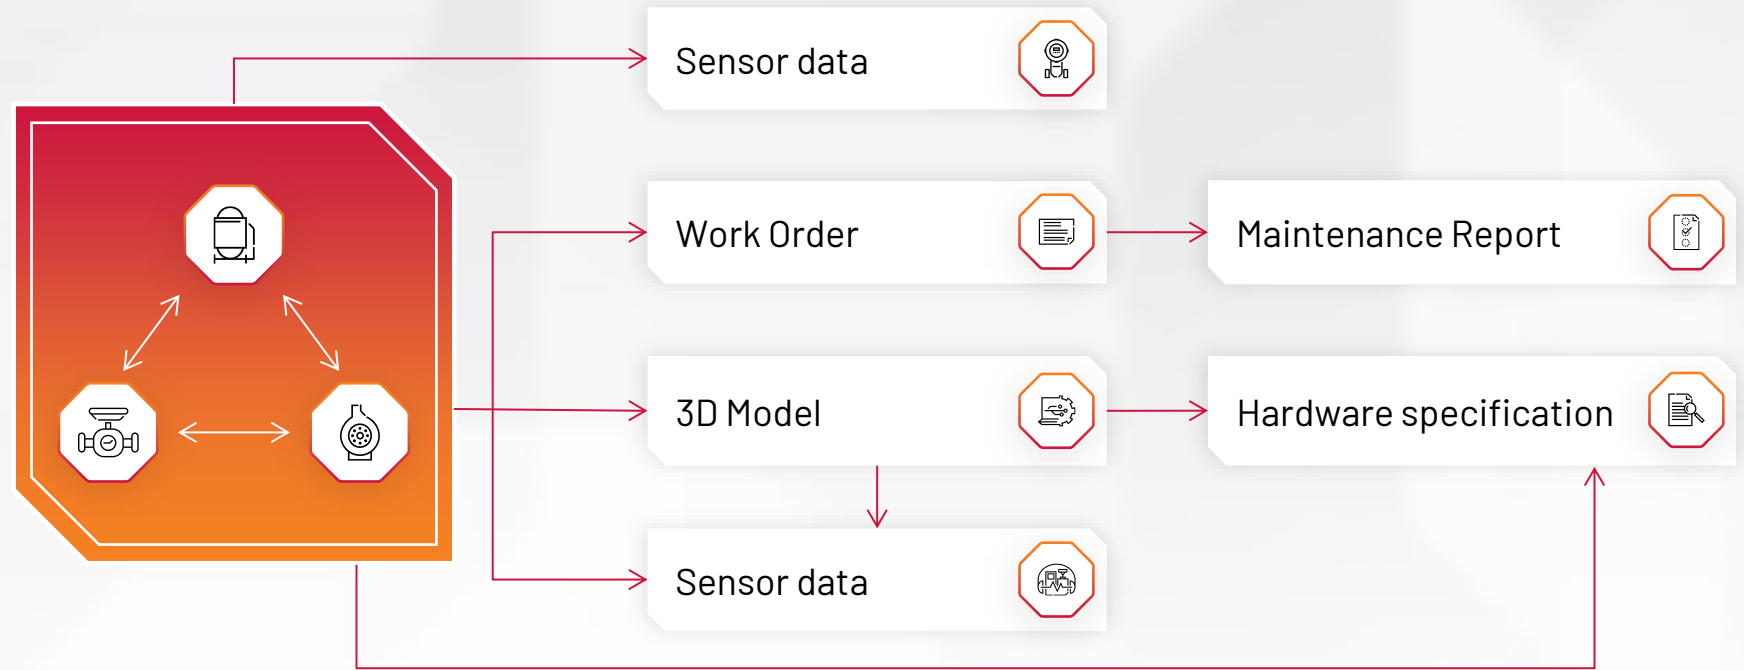 Sensor data
Work Order
Maintenance Report
3D Model
Hardware specification
Sensor data